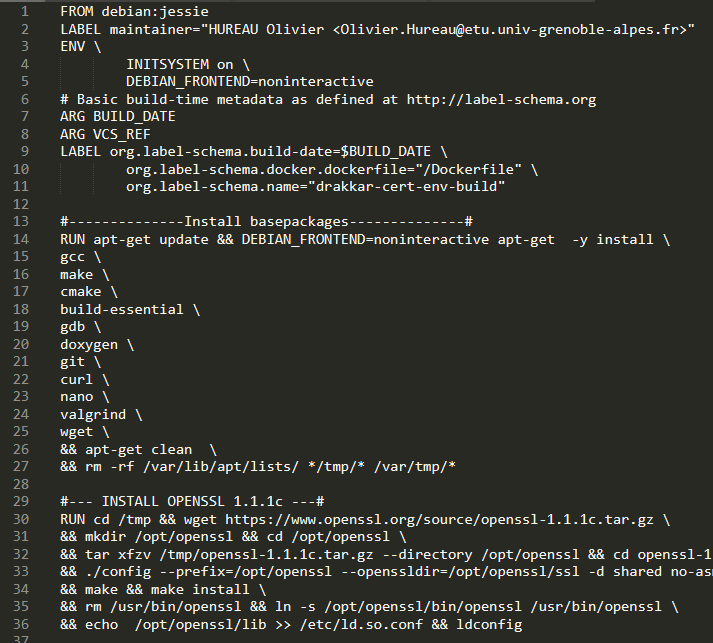 1 FROM debian:jessie
2 LABEL maintainer="HUREAU Olivier <Olivier.Hureau@etu.univ-grenoble-alpes.fr>"
3 ENV \
4         INITSYSTEM on \
5         DEBIAN_FRONTEND=noninteractive
6 # Basic build-time metadata as defined at http://label-schema.org
7 ARG BUILD_DATE
8 ARG VCS_REF
9 LABEL org.label-schema.build-date=$BUILD_DATE \
10         org.label-schema.docker.dockerfile="/Dockerfile" \
11         org.label-schema.name="drakkar-cert-env-build"
12
13 #--------------Install basepackages--------------#
14 RUN apt-get update && DEBIAN_FRONTEND=noninteractive apt-get  -y install \
15 gcc \
16 make \
17 cmake \
18 build-essential \
19 gdb \
20 doxygen \
21 git \
22 curl \
23 nano \
24 valgrind \
25 wget \
26 && apt-get clean  \
27 && rm -rf /var/lib/apt/lists/ */tmp/* /var/tmp/*
28
29 #--- INSTALL OPENSSL 1.1.1c ---#
30 RUN cd /tmp && wget https://www.openssl.org/source/openssl-1.1.1c.tar.gz \
31 && mkdir /opt/openssl && cd /opt/openssl \
32 && tar xfzv /tmp/openssl-1.1.1c.tar.gz --directory /opt/openssl && cd openssl-1
33 && ./config --prefix=/opt/openssl --openssldir=/opt/openssl/ssl -d shared no-as
34 && make && make install \
35 && rm /usr/bin/openssl && ln -s /opt/openssl/bin/openssl /usr/bin/openssl \
36 && echo  /opt/openssl/lib >> /etc/ld.so.conf && ldconfig
37